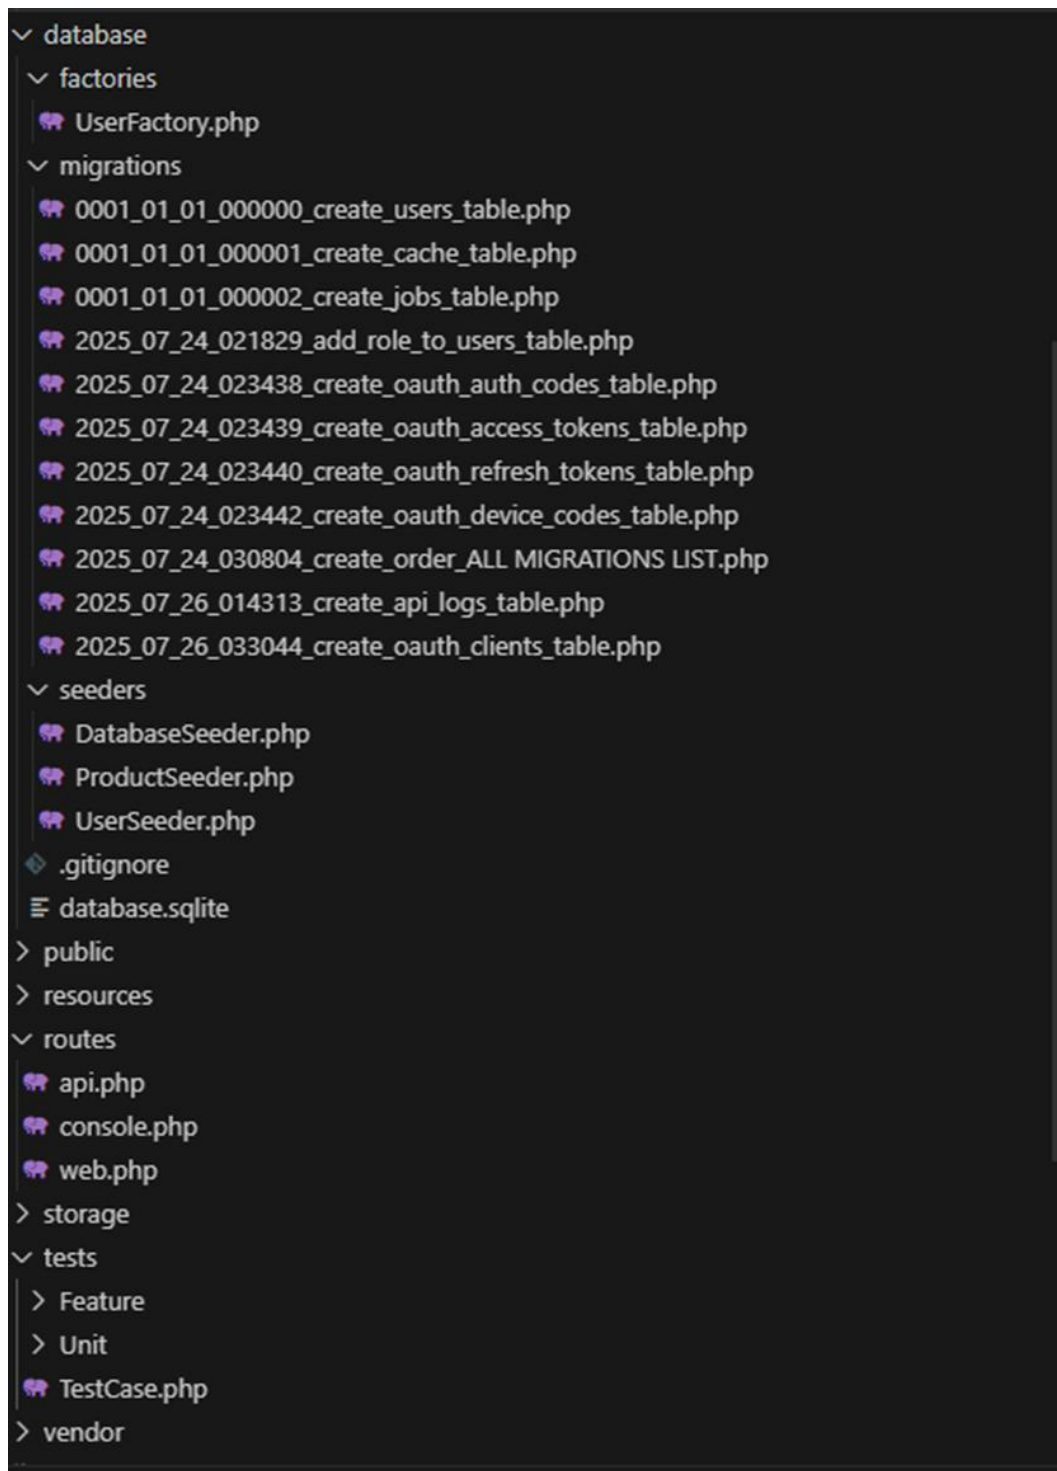 database
factories
UserFactory.php
migrations
0001_01_01_000000_create_users_table.php
0001_01_01_000001_create_cache_table.php
0001_01_01_000002_create_jobs_table.php
2025_07_24_021829_add_role_to_users_table.php
2025_07_24_023438_create_oauth_auth_codes_table.php
2025_07_24_023439_create_oauth_access_tokens_table.php
2025_07_24_023440_create_oauth_refresh_tokens_table.php
2025_07_24_023442_create_oauth_device_codes_table.php
2025_07_24_030804_create_order_ALL MIGRATIONS LIST.php
2025_07_26_014313_create_api_logs_table.php
2025_07_26_033044_create_oauth_clients_table.php
seeders
DatabaseSeeder.php
ProductSeeder.php
UserSeeder.php
.gitignore
database.sqlite
public
resources
routes
api.php
console.php
web.php
storage
tests
Feature
Unit
TestCase.php
vendor